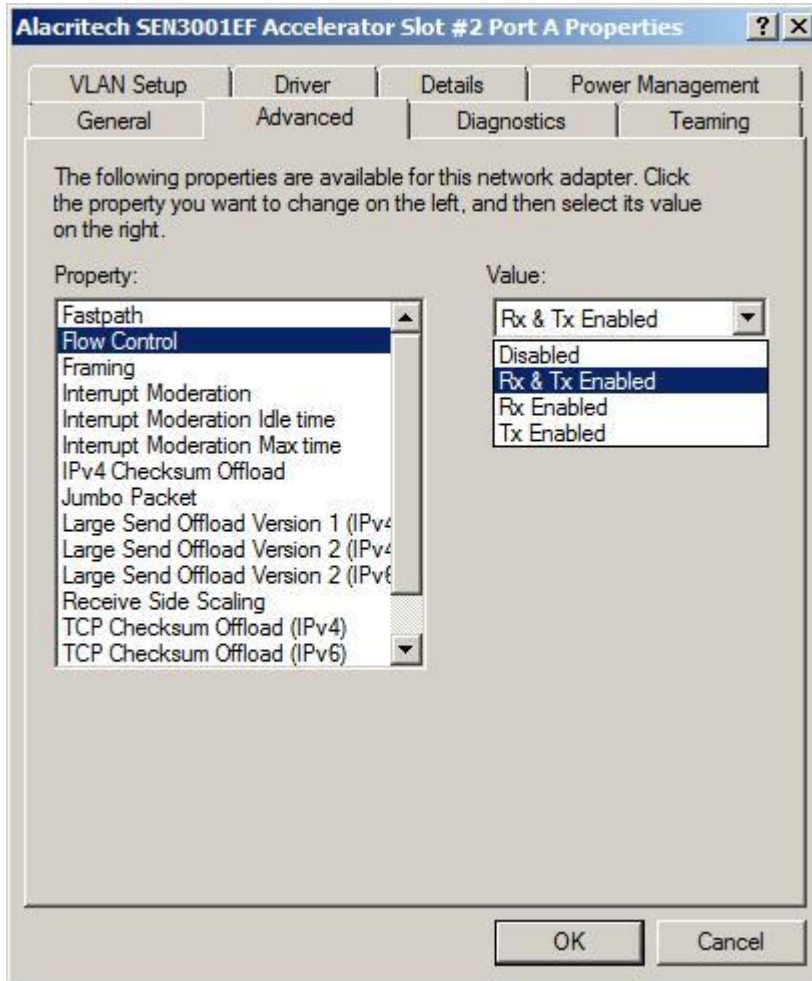 Alacritech SEN3001EF Accelerator Slot #2 Port A Properties
VLAN Setup Driver Details Power Management
General Advanced Diagnostics Teaming
The following properties are available for this network adapter. Click
the property you want to change on the left, and then select its value
on the right.
Property:
Fastpath
Flow Control
Framing
Interrupt Moderation
Interrupt Moderation Idle time
Interrupt Moderation Max time
IPv4 Checksum Offload
Jumbo Packet
Large Send Offload Version 1 (IPv4
Large Send Offload Version 2 (IPv4
Large Send Offload Version 2 (IPv6
Receive Side Scaling
TCP Checksum Offload (IPv4)
TCP Checksum Offload (IPv6)
Value:
Rx & Tx Enabled
Disabled
Rx & Tx Enabled
Rx Enabled
Tx Enabled
OK Cancel